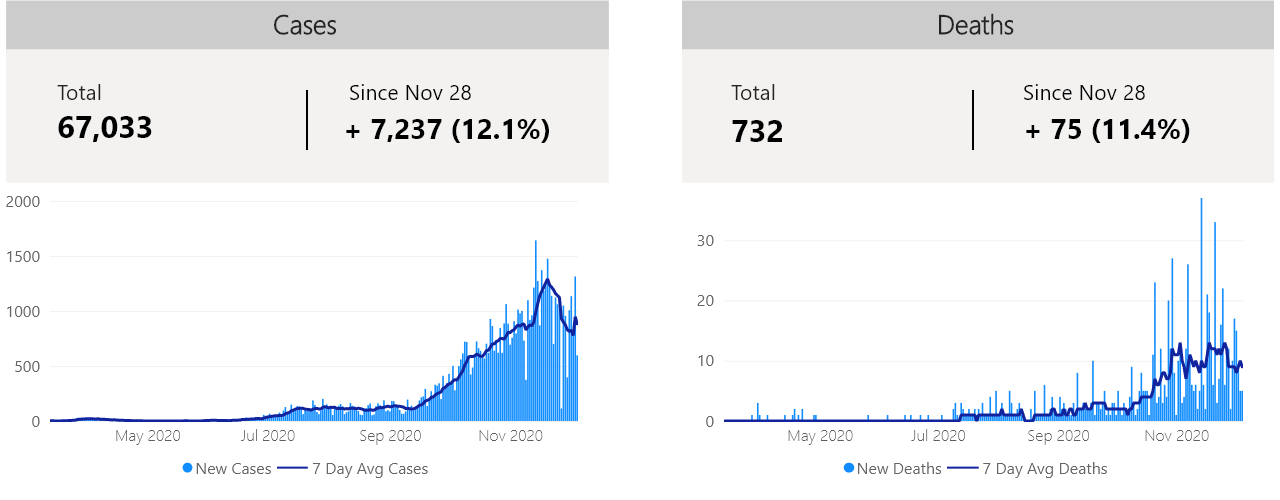 Cases
Total
67,033
Since Nov 28
+ 7,237 (12.1%)
2000
1500
1000
500
0
May 2020 Jul 2020 Sep 2020 Nov 2020
New Cases 7 Day Avg Cases
Deaths
Total
732
Since Nov 28
+ 75 (11.4%)
30
20
10
0
May 2020 Jul 2020 Sep 2020 Nov 2020
New Deaths 7 Day Avg Deaths